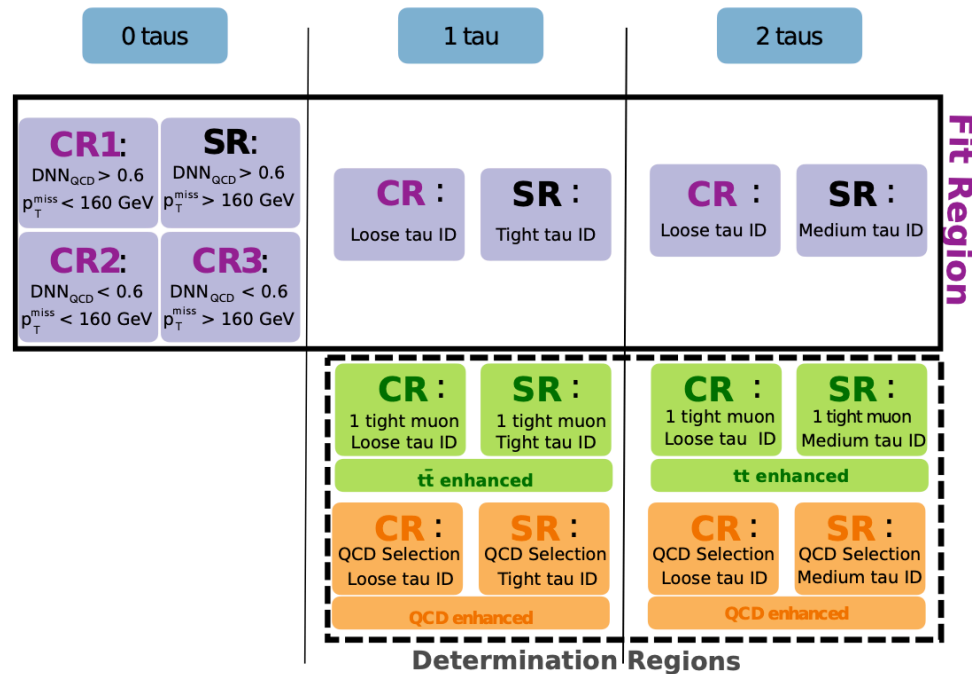 0 taus
1 tau
2 taus
CR1:
DNN_QCD > 0.6
p_T^miss < 160 GeV
SR:
DNN_QCD > 0.6
p_T^miss > 160 GeV
CR2:
DNN_QCD < 0.6
p_T^miss < 160 GeV
CR3:
DNN_QCD < 0.6
p_T^miss > 160 GeV
CR :
Loose tau ID
SR :
Tight tau ID
CR :
Loose tau ID
SR :
Medium tau ID
Fit Region
CR :
1 tight muon
Loose tau ID
SR :
1 tight muon
Tight tau ID
tt̄ enhanced
CR :
1 tight muon
Loose tau ID
SR :
1 tight muon
Medium tau ID
tt enhanced
CR :
QCD Selection
Loose tau ID
SR :
QCD Selection
Tight tau ID
QCD enhanced
CR :
QCD Selection
Loose tau ID
SR :
QCD Selection
Medium tau ID
QCD enhanced
Determination Regions